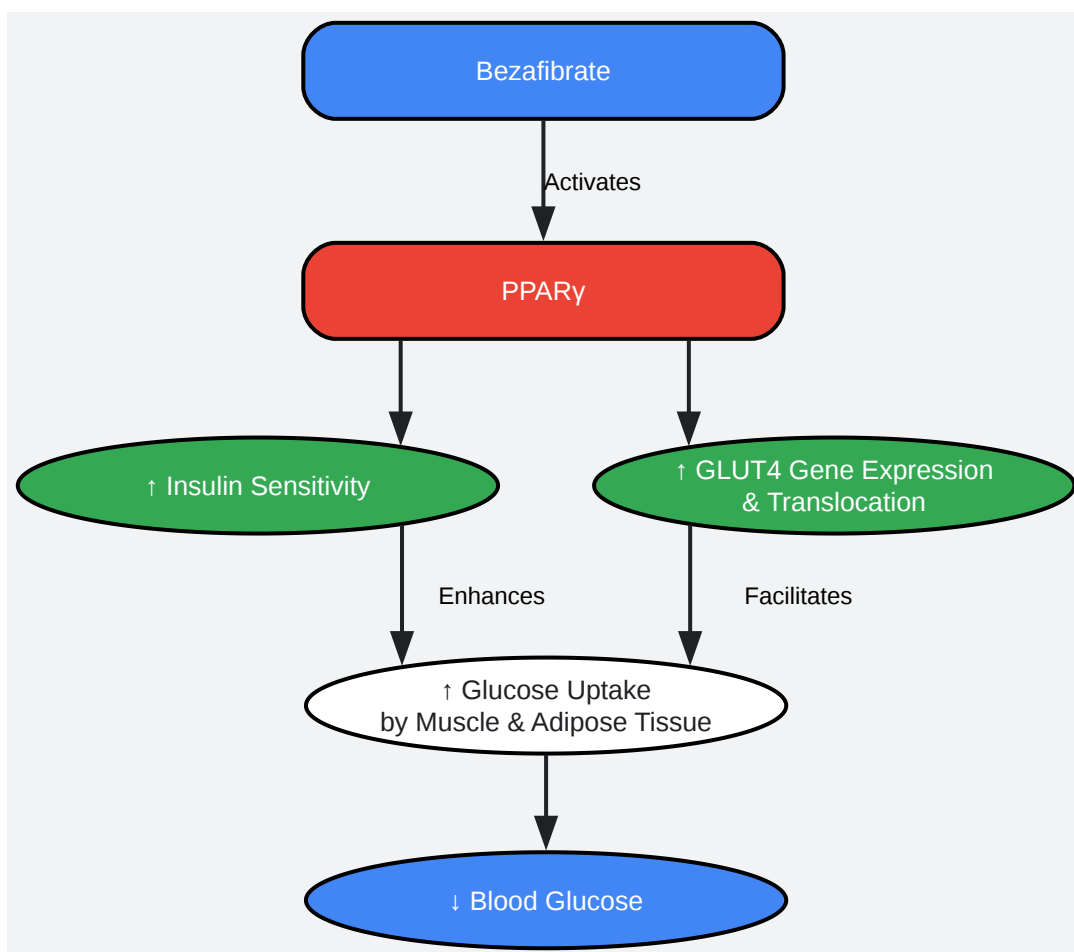 Bezafibrate
Activates
PPARγ
↑ Insulin Sensitivity
↑ GLUT4 Gene Expression
& Translocation
Enhances
Facilitates
↑ Glucose Uptake
by Muscle & Adipose Tissue
↓ Blood Glucose